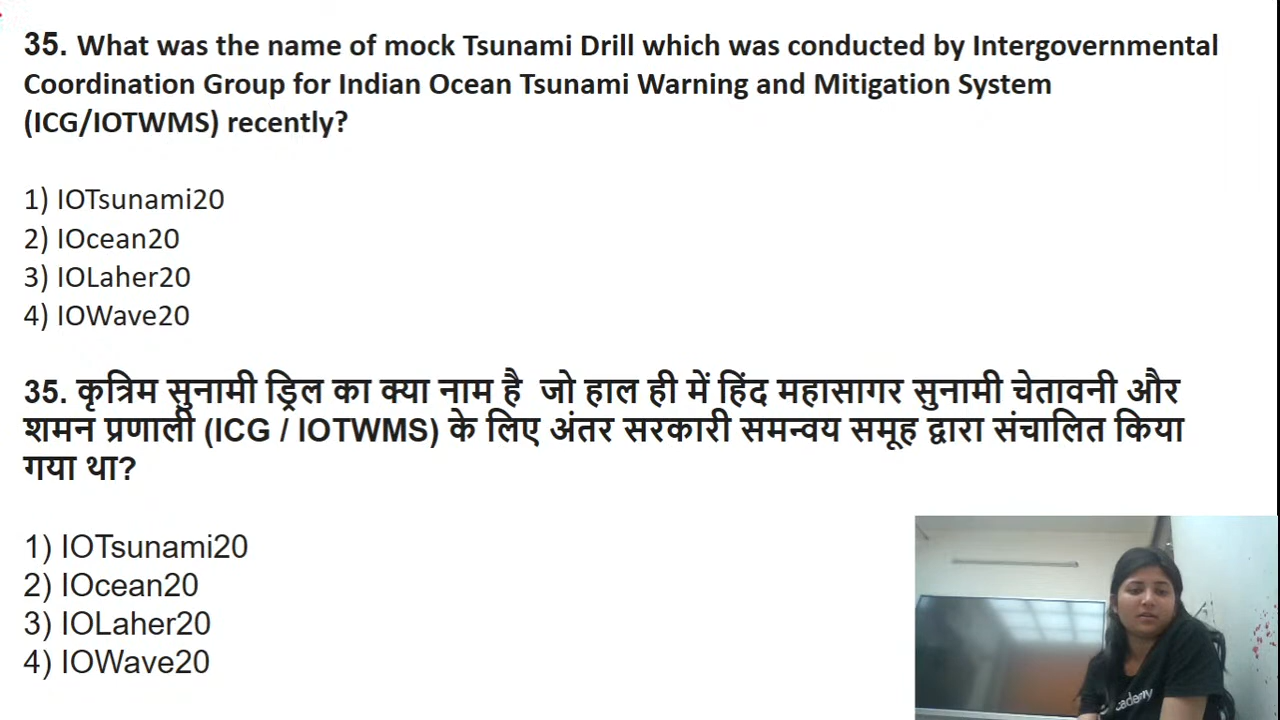 35. What was the name of mock Tsunami Drill which was conducted by Intergovernmental
Coordination Group for Indian Ocean Tsunami Warning and Mitigation System
(ICG/IOTWMS) recently?
1) IOTsunami20
2) IOcean20
3) IOLaher20
4) IOWave20
35. कृत्रिम सुनामी ड्रिल का क्या नाम है जो हाल ही में हिंद महासागर सुनामी चेतावनी और
शमन प्रणाली (ICG / IOTWMS) के लिए अंतर सरकारी समन्वय समूह द्वारा संचालित किया
गया था?
1) IOTsunami20
2) IOcean20
3) IOLaher20
4) IOWave20